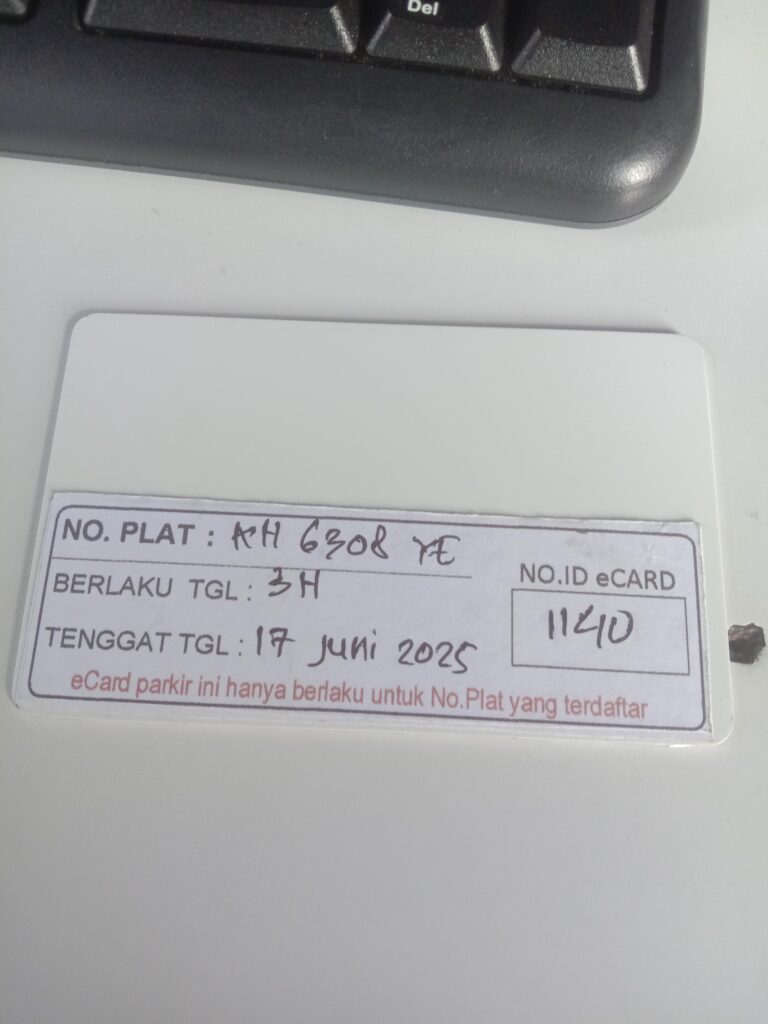 Del
NO. PLAT : KH 6308 YE
BERLAKU TGL : 3H
NO.ID eCARD
1140
TENGGAT TGL : 17 juni 2025
eCard parkir ini hanya berlaku untuk No.Plat yang terdaftar